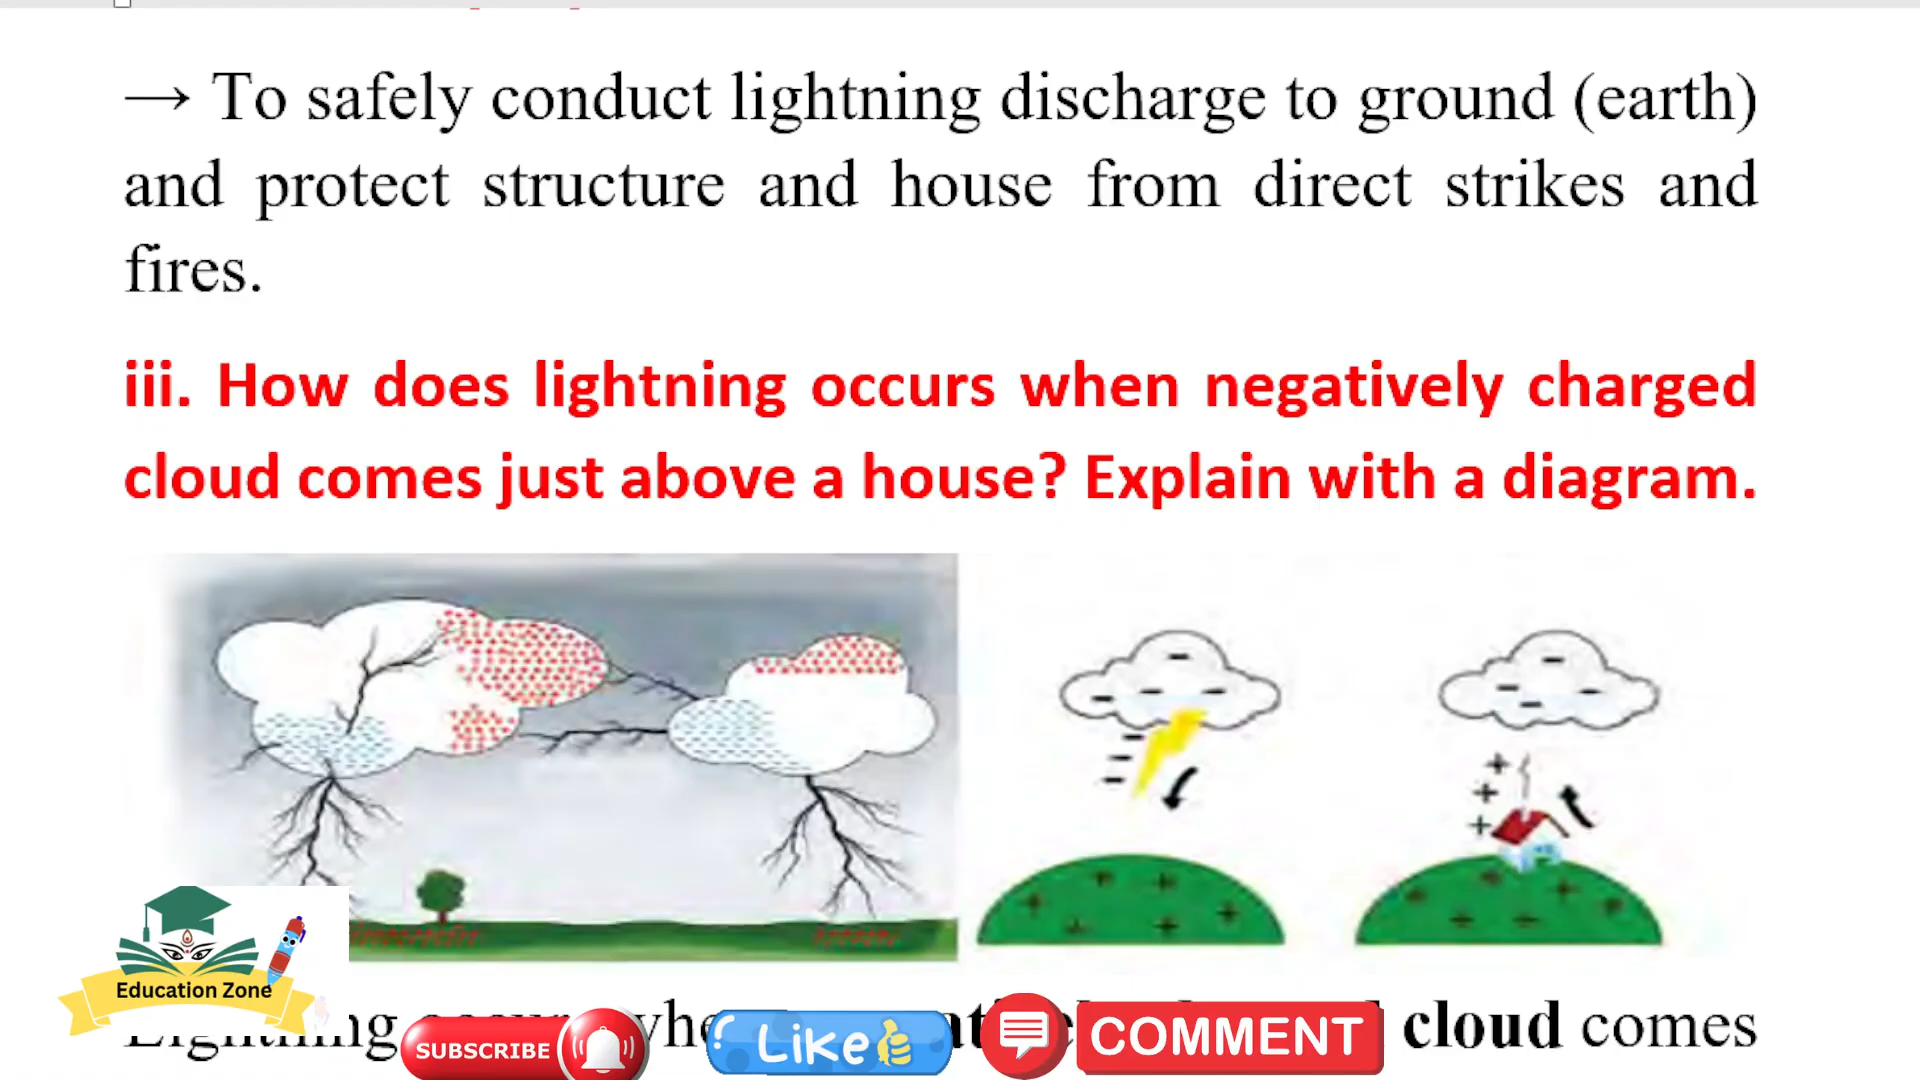 → To safely conduct lightning discharge to ground (earth)
and protect structure and house from direct strikes and
fires.
iii. How does lightning occurs when negatively charged
cloud comes just above a house? Explain with a diagram.
Education Zone
cloud comes
SUBSCRIBE
Like
COMMENT